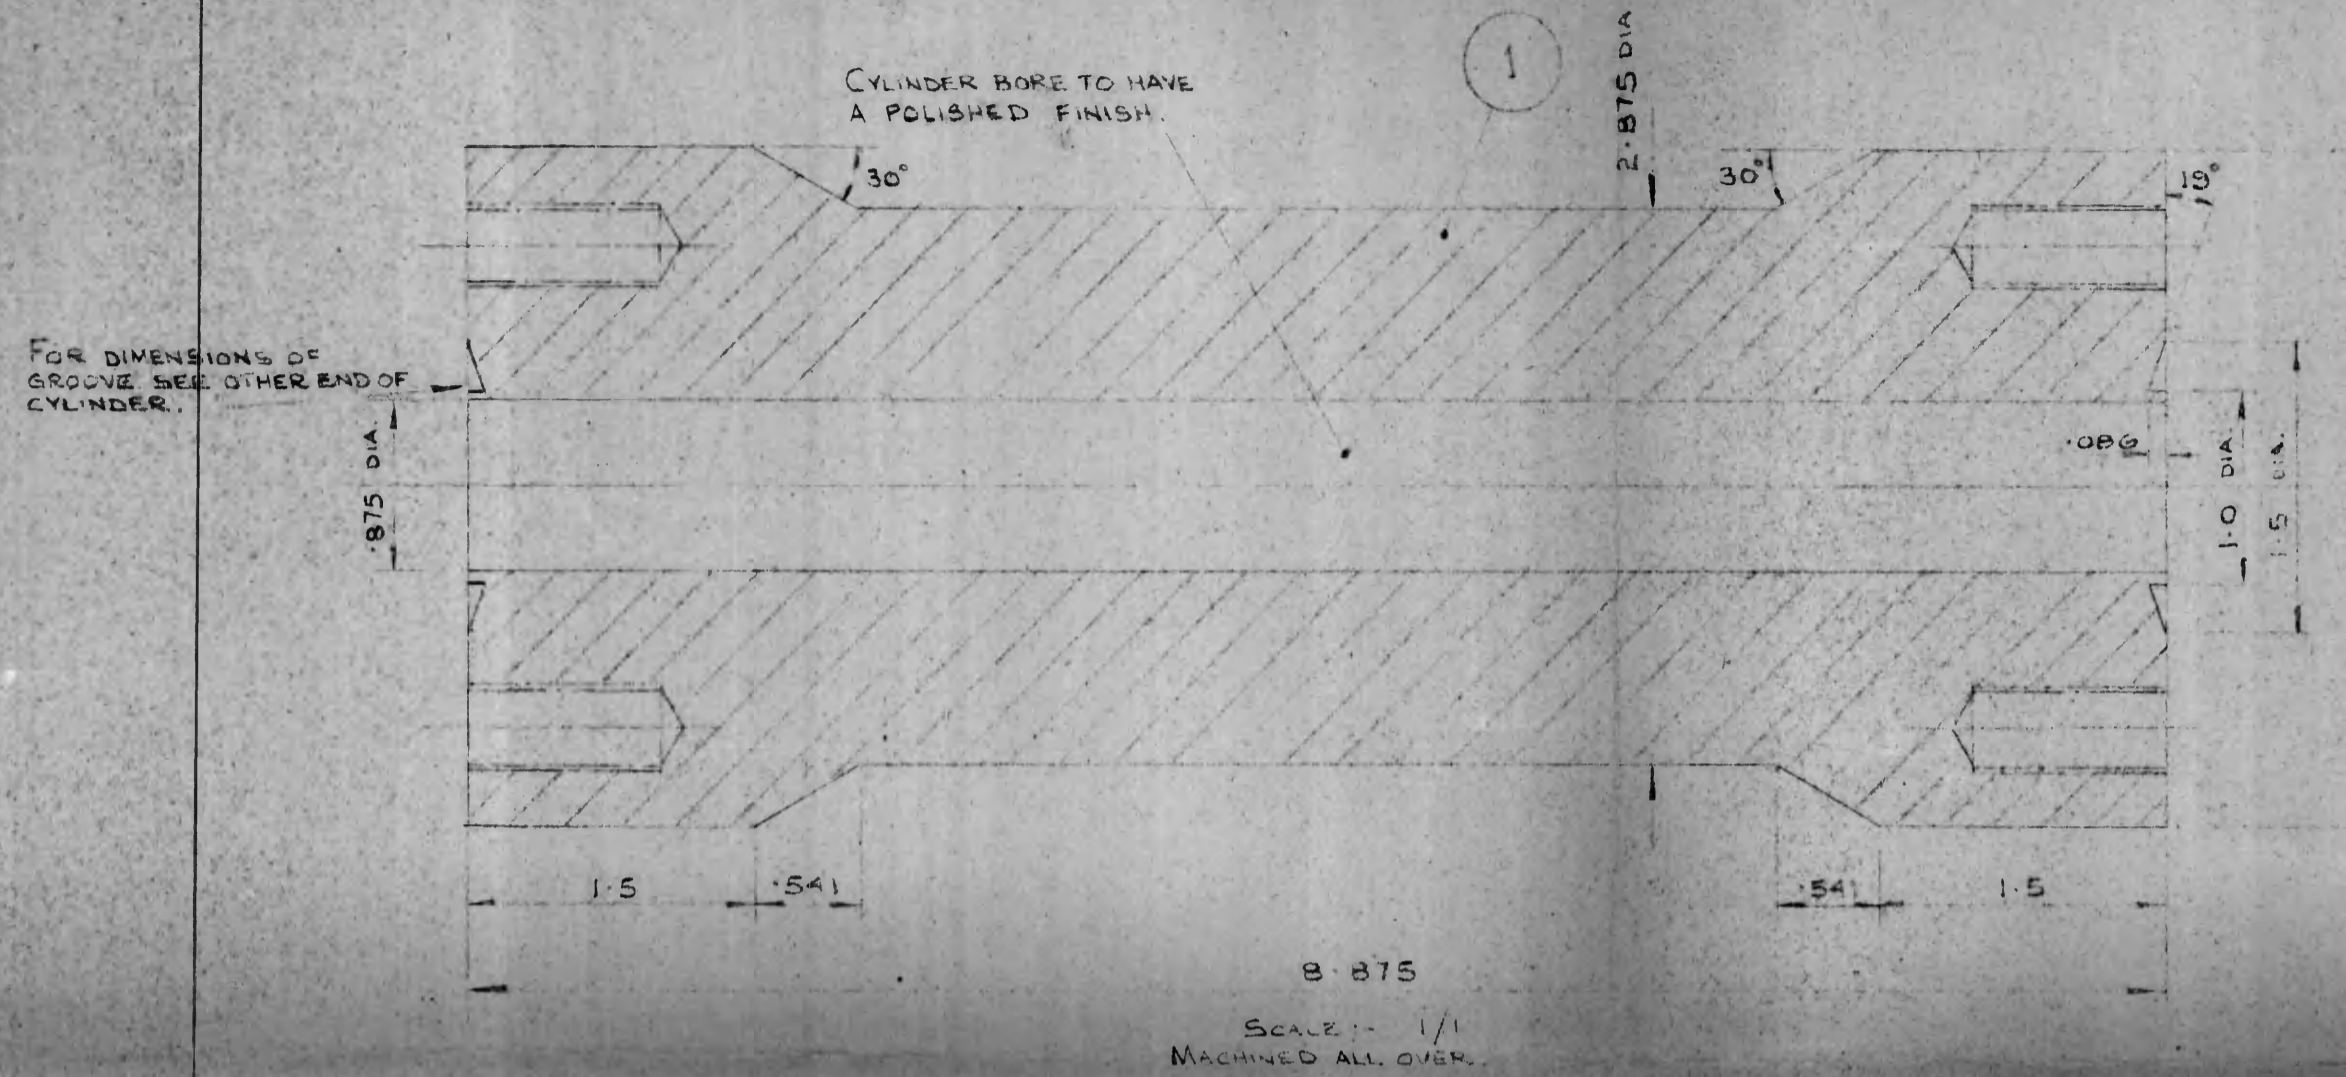 CYLINDER BORE TO HAVE
A POLISHED FINISH.
1
2.875 DIA
30°
30°
19°
FOR DIMENSIONS OF
GROOVE SEE OTHER END OF
CYLINDER.
.875 DIA.
.086
1.0 DIA.
1.5 DIA.
1.5
.541
.541
1.5
8.875
SCALE :- 1/1
MACHINED ALL OVER.